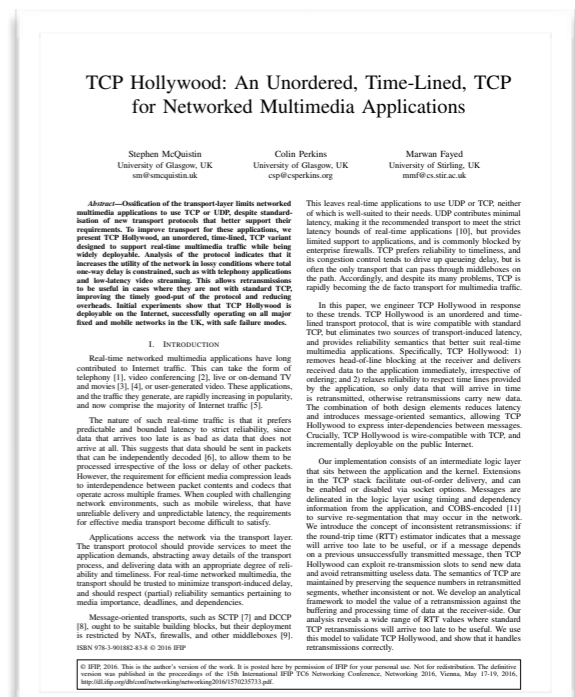 TCP Hollywood: An Unordered, Time-Lined, TCP
for Networked Multimedia Applications
Stephen McQuistin
University of Glasgow, UK
sm@smcquistin.uk
Colin Perkins
University of Glasgow, UK
csp@csperkins.org
Marwan Fayed
University of Stirling, UK
mmf@cs.stir.ac.uk
Abstract—Ossification of the transport-layer limits networked
multimedia applications to use TCP or UDP, despite standard-
isation of new transport protocols that better support their
requirements. To improve transport for these applications, we
present TCP Hollywood, an unordered, time-lined, TCP variant
designed to support real-time multimedia traffic while being
widely deployable. Analysis of the protocol indicates that it
increases the utility of the network in lossy conditions where total
one-way delay is constrained, such as with telephony applications
and low-latency video streaming. This allows retransmissions
to be useful in cases where they are not with standard TCP,
improving the timely good-put of the protocol and reducing
overheads. Initial experiments show that TCP Hollywood is
deployable on the Internet, successfully operating on all major
fixed and mobile networks in the UK, with safe failure modes.
I. INTRODUCTION
Real-time networked multimedia applications have long
contributed to Internet traffic. This can take the form of
telephony [1], video conferencing [2], live or on-demand TV
and movies [3], [4], or user-generated video. These applications,
and the traffic they generate, are rapidly increasing in popularity,
and now comprise the majority of Internet traffic [5].
The nature of such real-time traffic is that it prefers
predictable and bounded latency to strict reliability, since
data that arrives too late is as bad as data that does not
arrive at all. This suggests that data should be sent in packets
that can be independently decoded [6], to allow them to be
processed irrespective of the loss or delay of other packets.
However, the requirement for efficient media compression leads
to interdependence between packet contents and codecs that
operate across multiple frames. When coupled with challenging
network environments, such as mobile wireless, that have
unreliable delivery and unpredictable latency, the requirements
for effective media transport become difficult to satisfy.
Applications access the network via the transport layer.
The transport protocol should provide services to meet the
application demands, abstracting away details of the transport
process, and delivering data with an appropriate degree of reli-
ability and timeliness. For real-time networked multimedia, the
transport should be trusted to minimize transport-induced delay,
and should respect (partial) reliability semantics pertaining to
media importance, deadlines, and dependencies.
Message-oriented transports, such as SCTP [7] and DCCP
[8], ought to be suitable building blocks, but their deployment
is restricted by NATs, firewalls, and other middleboxes [9].
ISBN 978-3-901882-83-8 © 2016 IFIP
This leaves real-time applications to use UDP or TCP, neither
of which is well-suited to their needs. UDP contributes minimal
latency, making it the recommended transport to meet the strict
latency bounds of real-time applications [10], but provides
limited support to applications, and is commonly blocked by
enterprise firewalls. TCP prefers reliability to timeliness, and
its congestion control tends to drive up queueing delay, but is
often the only transport that can pass through middleboxes on
the path. Accordingly, and despite its many problems, TCP is
rapidly becoming the de facto transport for multimedia traffic.
In this paper, we engineer TCP Hollywood in response
to these trends. TCP Hollywood is an unordered and time-
lined transport protocol, that is wire compatible with standard
TCP, but eliminates two sources of transport-induced latency,
and provides reliability semantics that better suit real-time
multimedia applications. Specifically, TCP Hollywood: 1)
removes head-of-line blocking at the receiver and delivers
received data to the application immediately, irrespective of
ordering; and 2) relaxes reliability to respect time lines provided
by the application, so only data that will arrive in time
is retransmitted, otherwise retransmissions carry new data.
The combination of both design elements reduces latency
and introduces message-oriented semantics, allowing TCP
Hollywood to express inter-dependencies between messages.
Crucially, TCP Hollywood is wire-compatible with TCP, and
incrementally deployable on the public Internet.
Our implementation consists of an intermediate logic layer
that sits between the application and the kernel. Extensions
in the TCP stack facilitate out-of-order delivery, and can
be enabled or disabled via socket options. Messages are
delineated in the logic layer using timing and dependency
information from the application, and COBS-encoded [11]
to survive re-segmentation that may occur in the network.
We introduce the concept of inconsistent retransmissions: if
the round-trip time (RTT) estimator indicates that a message
will arrive too late to be useful, or if a message depends
on a previous unsuccessfully transmitted message, then TCP
Hollywood can exploit re-transmission slots to send new data
and avoid retransmitting useless data. The semantics of TCP are
maintained by preserving the sequence numbers in retransmitted
segments, whether inconsistent or not. We develop an analytical
framework to model the value of a retransmission against the
buffering and processing time of data at the receiver-side. Our
analysis reveals a wide range of RTT values where standard
TCP retransmissions will arrive too late to be useful. We use
this model to validate TCP Hollywood, and show that it handles
retransmissions correctly.
© IFIP, 2016. This is the author's version of the work. It is posted here by permission of IFIP for your personal use. Not for redistribution. The definitive
version was published in the proceedings of the 15th International IFIP TC6 Networking Conference, Networking 2016, Vienna, May 17-19, 2016,
http://dl.ifip.org/db/conf/networking/networking2016/1570235733.pdf.